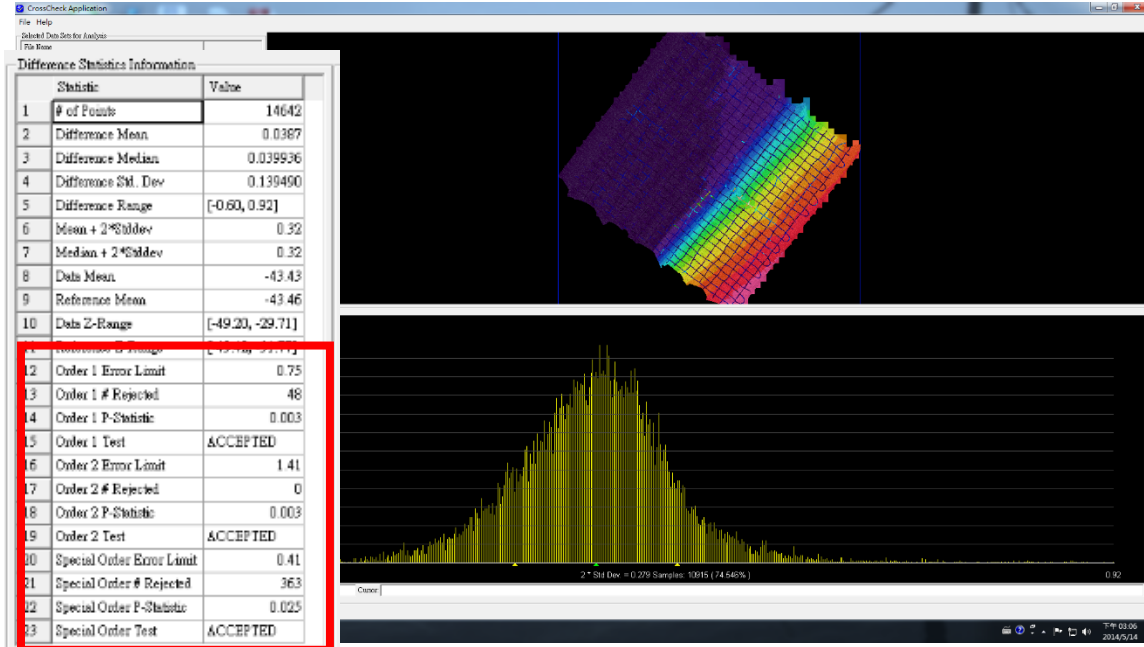 CrossCheck Application
File Help
Selected Data Sets for Analysis
File Name
Difference Statistics Information
Statistic Value
1 # of Points 14642
2 Difference Mean 0.0387
3 Difference Median 0.039936
4 Difference Std. Dev 0.139490
5 Difference Range [-0.60, 0.92]
6 Mean + 2*Stddev 0.32
7 Median + 2*Stddev 0.32
8 Data Mean -43.43
9 Reference Mean -43.46
10 Data Z-Range [-49.20, -29.71]
12 Order 1 Error Limit 0.75
13 Order 1 # Rejected 48
14 Order 1 P-Statistic 0.003
15 Order 1 Test ACCEPTED
16 Order 2 Error Limit 1.41
17 Order 2 # Rejected 0
18 Order 2 P-Statistic 0.003
19 Order 2 Test ACCEPTED
20 Special Order Error Limit 0.41
21 Special Order # Rejected 363
22 Special Order P-Statistic 0.025
23 Special Order Test ACCEPTED
2 * Std Dev. = 0.279 Samples: 10915 ( 74.546% )
0.92
Cursor:
下午 03:06
2014/5/14